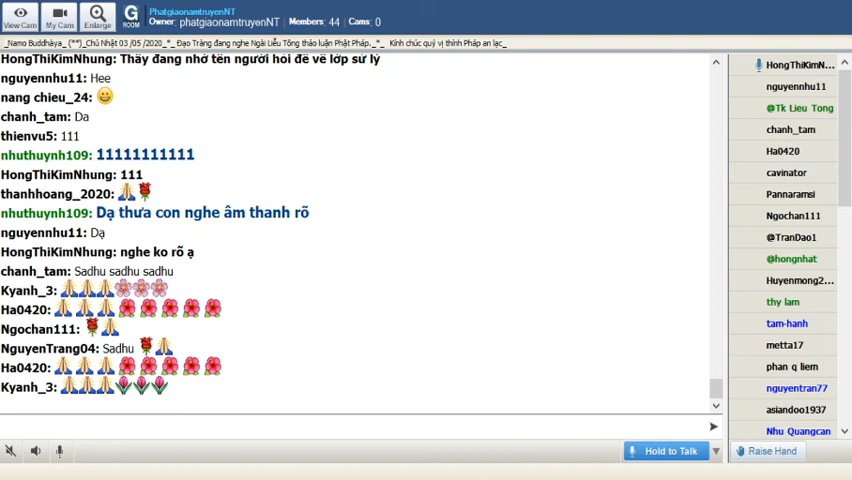 PhatgiaonamtruyenNT
Owner: phatgiaonamtruyenNT Members: 44 Cams: 0
View Cam
My Cam
Enlarge
G
ROOM
_Namo Buddhàya_ (**)_Chủ Nhật 03 /05 /2020_*_ Đạo Tràng đang nghe Ngài Liễu Tông thảo luận Phật Pháp._*_ Kính chúc quý vị thính Pháp an lạc_
HongThiKimNhung: Thầy đang nhờ tên người hỏi để về lớp sử lý
nguyennhu11: Hee
nang chieu_24:
chanh_tam: Da
thienvu5: 111
nhuthuynh109: 11111111111
HongThiKimNhung: 111
thanhhoang_2020:
nhuthuynh109: Dạ thưa con nghe âm thanh rõ
nguyennhu11: Dạ
HongThiKimNhung: nghe ko rõ ạ
chanh_tam: Sadhu sadhu sadhu
Kyanh_3:
Ha0420:
Ngochan111:
NguyenTrang04: Sadhu
Ha0420:
Kyanh_3:
HongThiKimN...
nguyennhu11
@Tk Lieu Tong
chanh_tam
Ha0420
cavinator
Pannaramsi
Ngochan111
@TranDao1
@hongnhat
Huyenmong2...
thy lam
tam-hanh
metta17
phan q liem
nguyentran77
asiandoo1937
Nhu Quangcan
Hold to Talk
Raise Hand